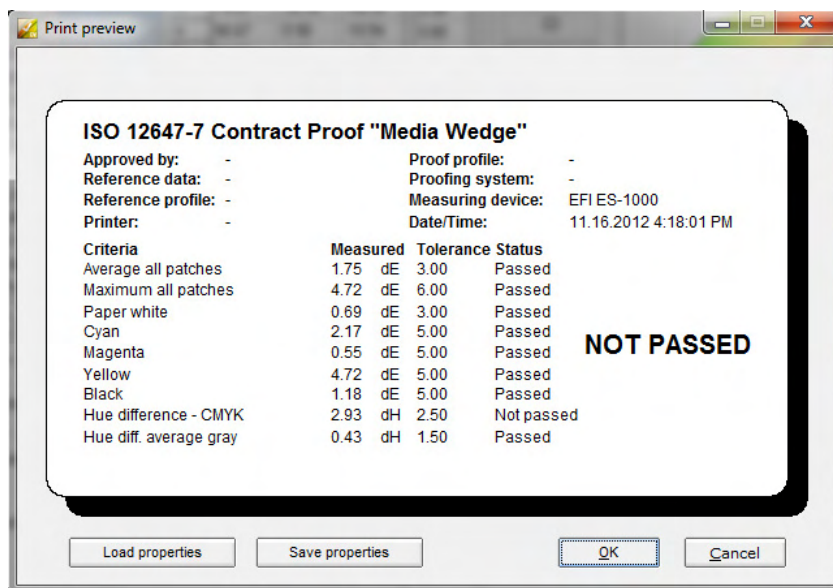 Print preview
ISO 12647-7 Contract Proof "Media Wedge"
Approved by: - Proof profile: -
Reference data: - Proofing system: -
Reference profile: - Measuring device: EFI ES-1000
Printer: - Date/Time: 11.16.2012 4:18:01 PM
Criteria Measured Tolerance Status
Average all patches 1.75 dE 3.00 Passed
Maximum all patches 4.72 dE 6.00 Passed
Paper white 0.69 dE 3.00 Passed
Cyan 2.17 dE 5.00 Passed
Magenta 0.55 dE 5.00 Passed
NOT PASSED
Yellow 4.72 dE 5.00 Passed
Black 1.18 dE 5.00 Passed
Hue difference - CMYK 2.93 dH 2.50 Not passed
Hue diff. average gray 0.43 dH 1.50 Passed
Load properties Save properties OK Cancel